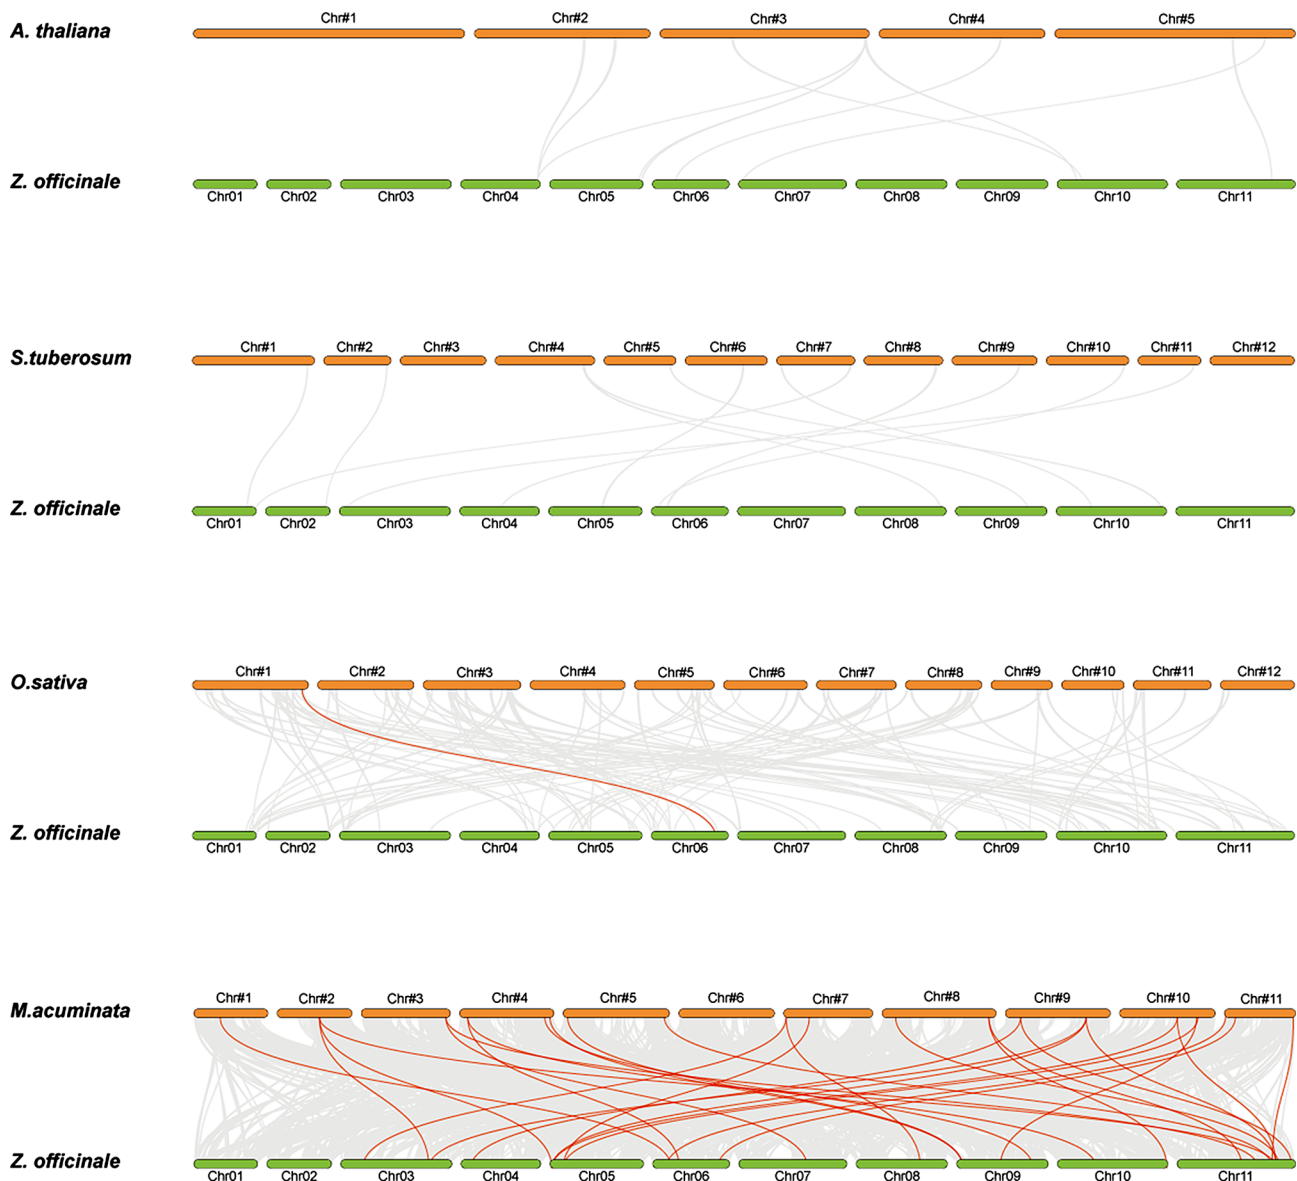 Chr#1 Chr#2 Chr#3 Chr#4 Chr#5
A. thaliana
Z. officinale
Chr01 Chr02 Chr03 Chr04 Chr05 Chr06 Chr07 Chr08 Chr09 Chr10 Chr11
Chr#1 Chr#2 Chr#3 Chr#4 Chr#5 Chr#6 Chr#7 Chr#8 Chr#9 Chr#10 Chr#11 Chr#12
S.tuberosum
Z. officinale
Chr01 Chr02 Chr03 Chr04 Chr05 Chr06 Chr07 Chr08 Chr09 Chr10 Chr11
Chr#1 Chr#2 Chr#3 Chr#4 Chr#5 Chr#6 Chr#7 Chr#8 Chr#9 Chr#10 Chr#11 Chr#12
O.sativa
Z. officinale
Chr01 Chr02 Chr03 Chr04 Chr05 Chr06 Chr07 Chr08 Chr09 Chr10 Chr11
Chr#1 Chr#2 Chr#3 Chr#4 Chr#5 Chr#6 Chr#7 Chr#8 Chr#9 Chr#10 Chr#11
M.acuminata
Z. officinale
Chr01 Chr02 Chr03 Chr04 Chr05 Chr06 Chr07 Chr08 Chr09 Chr10 Chr11